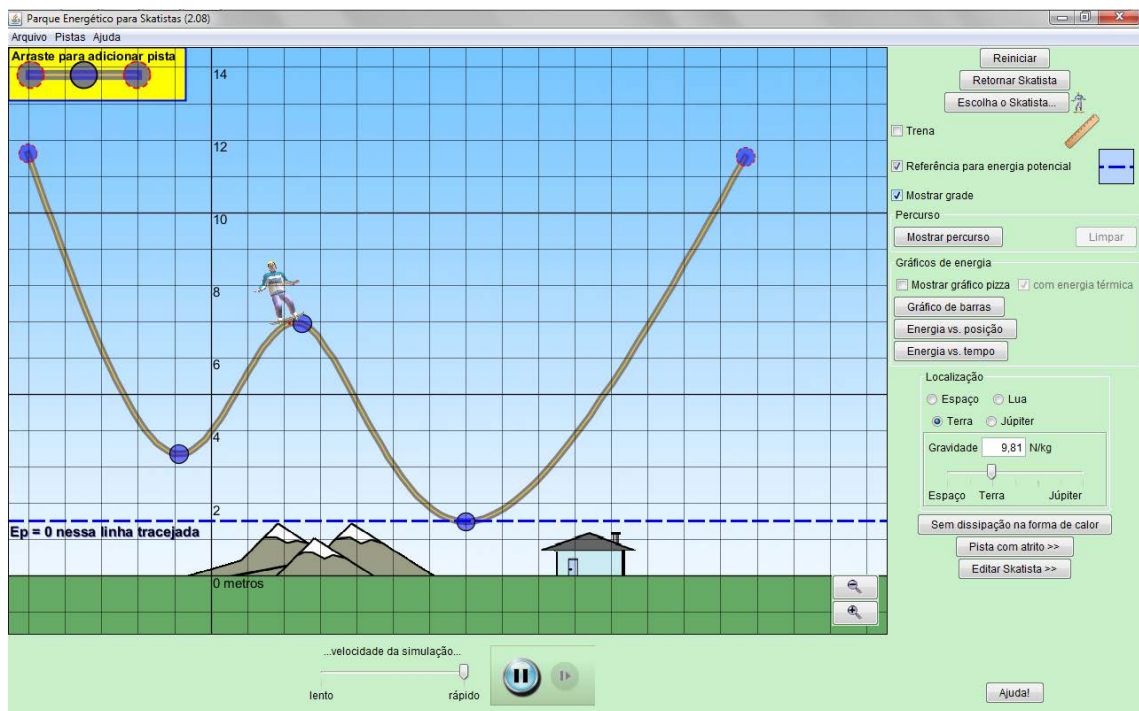 Parque Energético para Skatistas (2.08)
Arquivo Pistas Ajuda
Arraste para adicionar pista
14
12
10
8
6
4
2
Ep = 0 nessa linha tracejada
0 metros
Reiniciar
Retornar Skatista
Escolha o Skatista...
Trena
Referência para energia potencial
Mostrar grade
Percurso
Mostrar percurso Limpar
Gráficos de energia
Mostrar gráfico pizza com energia térmica
Gráfico de barras
Energia vs. posição
Energia vs. tempo
Localização
Espaço Lua
Terra Júpiter
Gravidade 9,81 N/kg
Espaço Terra Júpiter
Sem dissipação na forma de calor
Pista com atrito >>
Editar Skatista >>
...velocidade da simulação...
lento rápido
Ajuda!